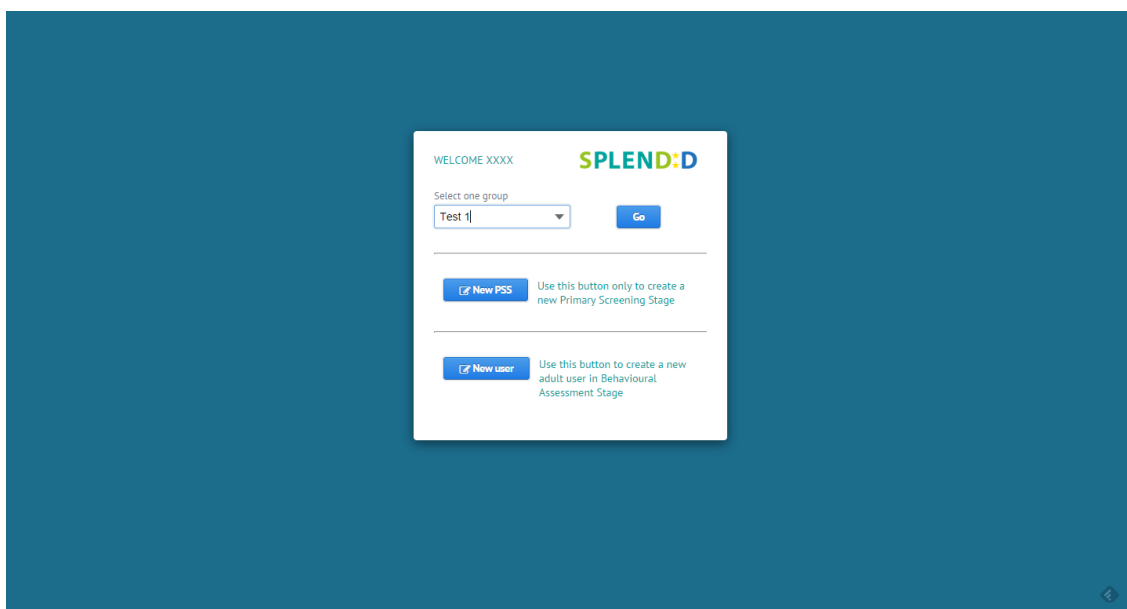 WELCOME XXXX
SPLEND:D
Select one group
Test 1
Go
New PSS
Use this button only to create a
new Primary Screening Stage
New user
Use this button to create a new
adult user in Behavioural
Assessment Stage